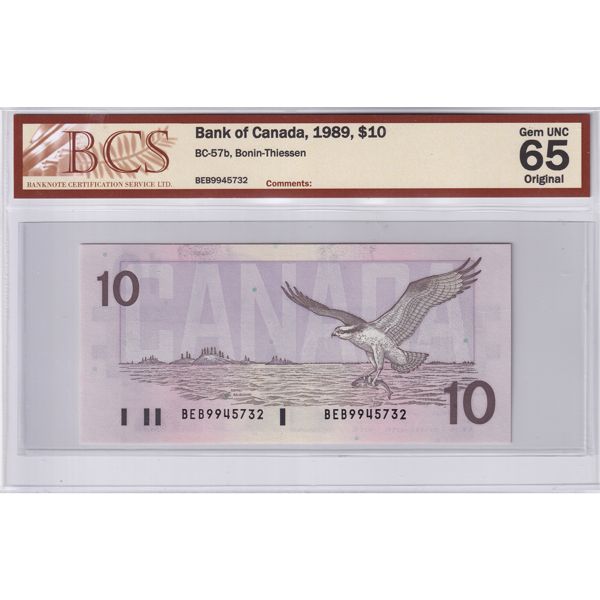 BCS
BANKNOTE CERTIFICATION SERVICE LTD.
Bank of Canada, 1989, $10
BC-57b, Bonin-Thiessen
BEB9945732 Comments:
Gem UNC
65
Original
10
CANADA
10
BEB9945732 BEB9945732